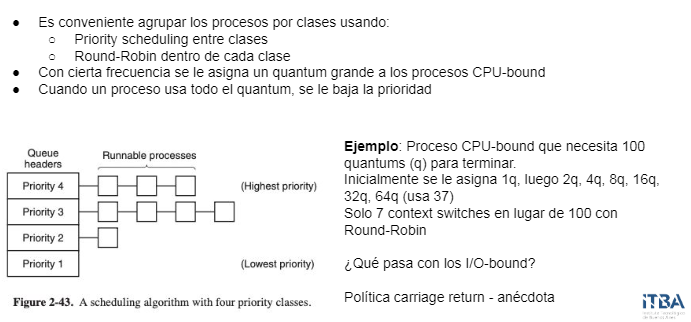 ● Es conveniente agrupar los procesos por clases usando:
○ Priority scheduling entre clases
○ Round-Robin dentro de cada clase
● Con cierta frecuencia se le asigna un quantum grande a los procesos CPU-bound
● Cuando un proceso usa todo el quantum, se le baja la prioridad
Queue
headers
Runnable processes
Priority 4
(Highest priority)
Priority 3
Priority 2
Priority 1
(Lowest priority)
Figure 2-43. A scheduling algorithm with four priority classes.
Ejemplo: Proceso CPU-bound que necesita 100
quantums (q) para terminar.
Inicialmente se le asigna 1q, luego 2q, 4q, 8q, 16q,
32q, 64q (usa 37)
Solo 7 context switches en lugar de 100 con
Round-Robin
¿Qué pasa con los I/O-bound?
Política carriage return - anécdota
ITBA